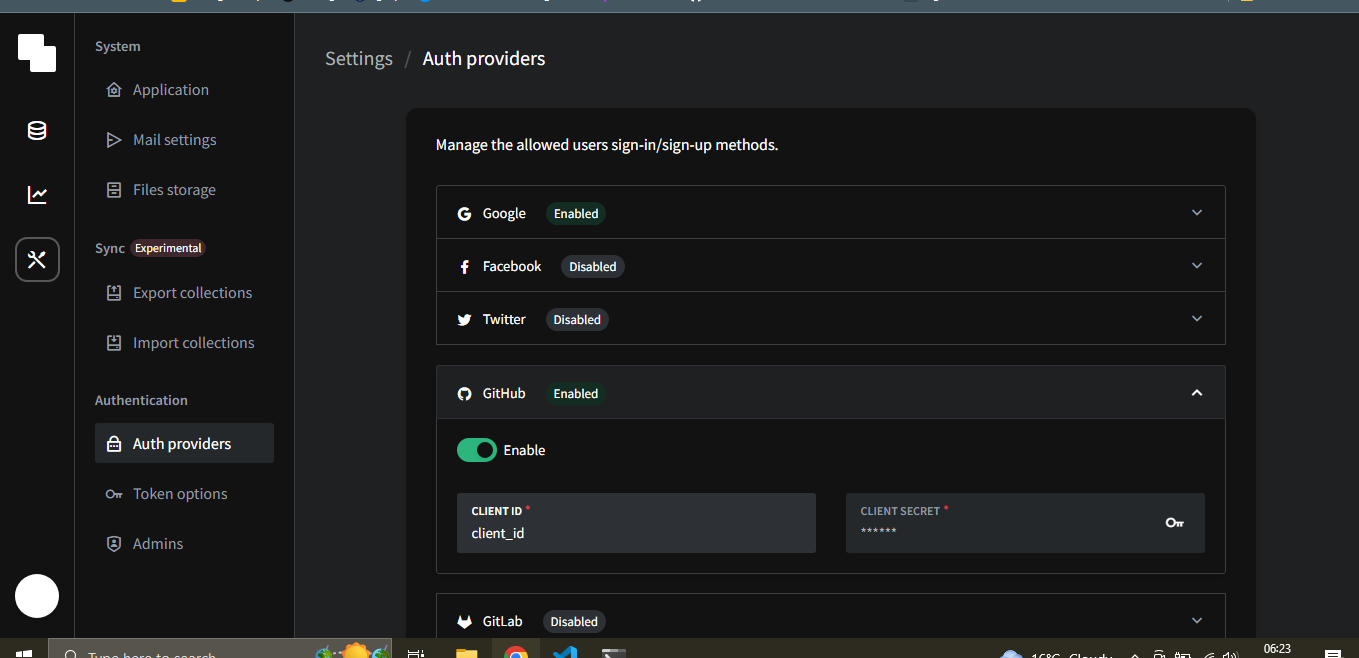 System
Application
Mail settings
Files storage
Sync Experimental
Export collections
Import collections
Authentication
Auth providers
Token options
Admins
Settings / Auth providers
Manage the allowed users sign-in/sign-up methods.
Google Enabled
Facebook Disabled
Twitter Disabled
GitHub Enabled
Enable
CLIENT ID *
client_id
CLIENT SECRET *
******
GitLab Disabled
Type here to search
16°C Cloudy
06:23